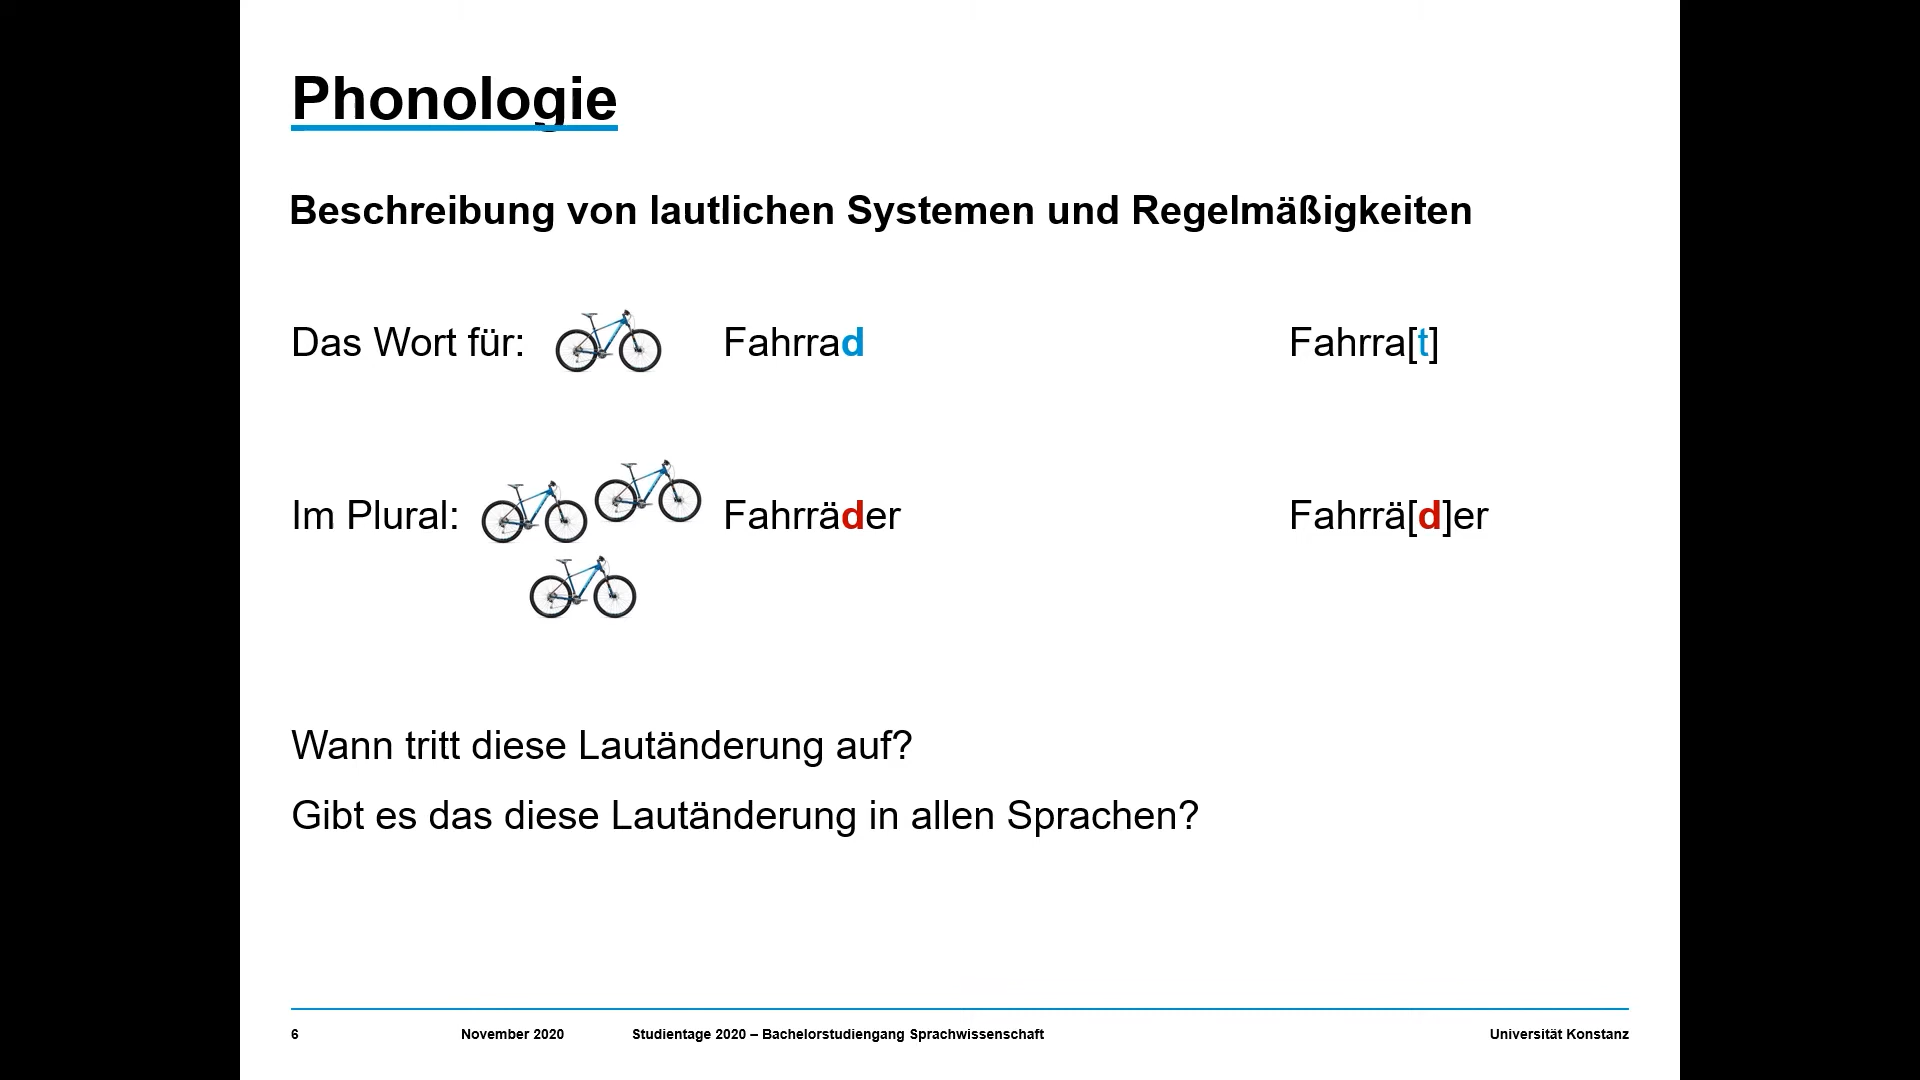 Phonologie
Beschreibung von lautlichen Systemen und Regelmäßigkeiten
Das Wort für: Fahrrad Fahrra[t]
Im Plural: Fahrräder Fahrrä[d]er
Wann tritt diese Lautänderung auf?
Gibt es das diese Lautänderung in allen Sprachen?
6 November 2020 Studientage 2020 – Bachelorstudiengang Sprachwissenschaft Universität Konstanz